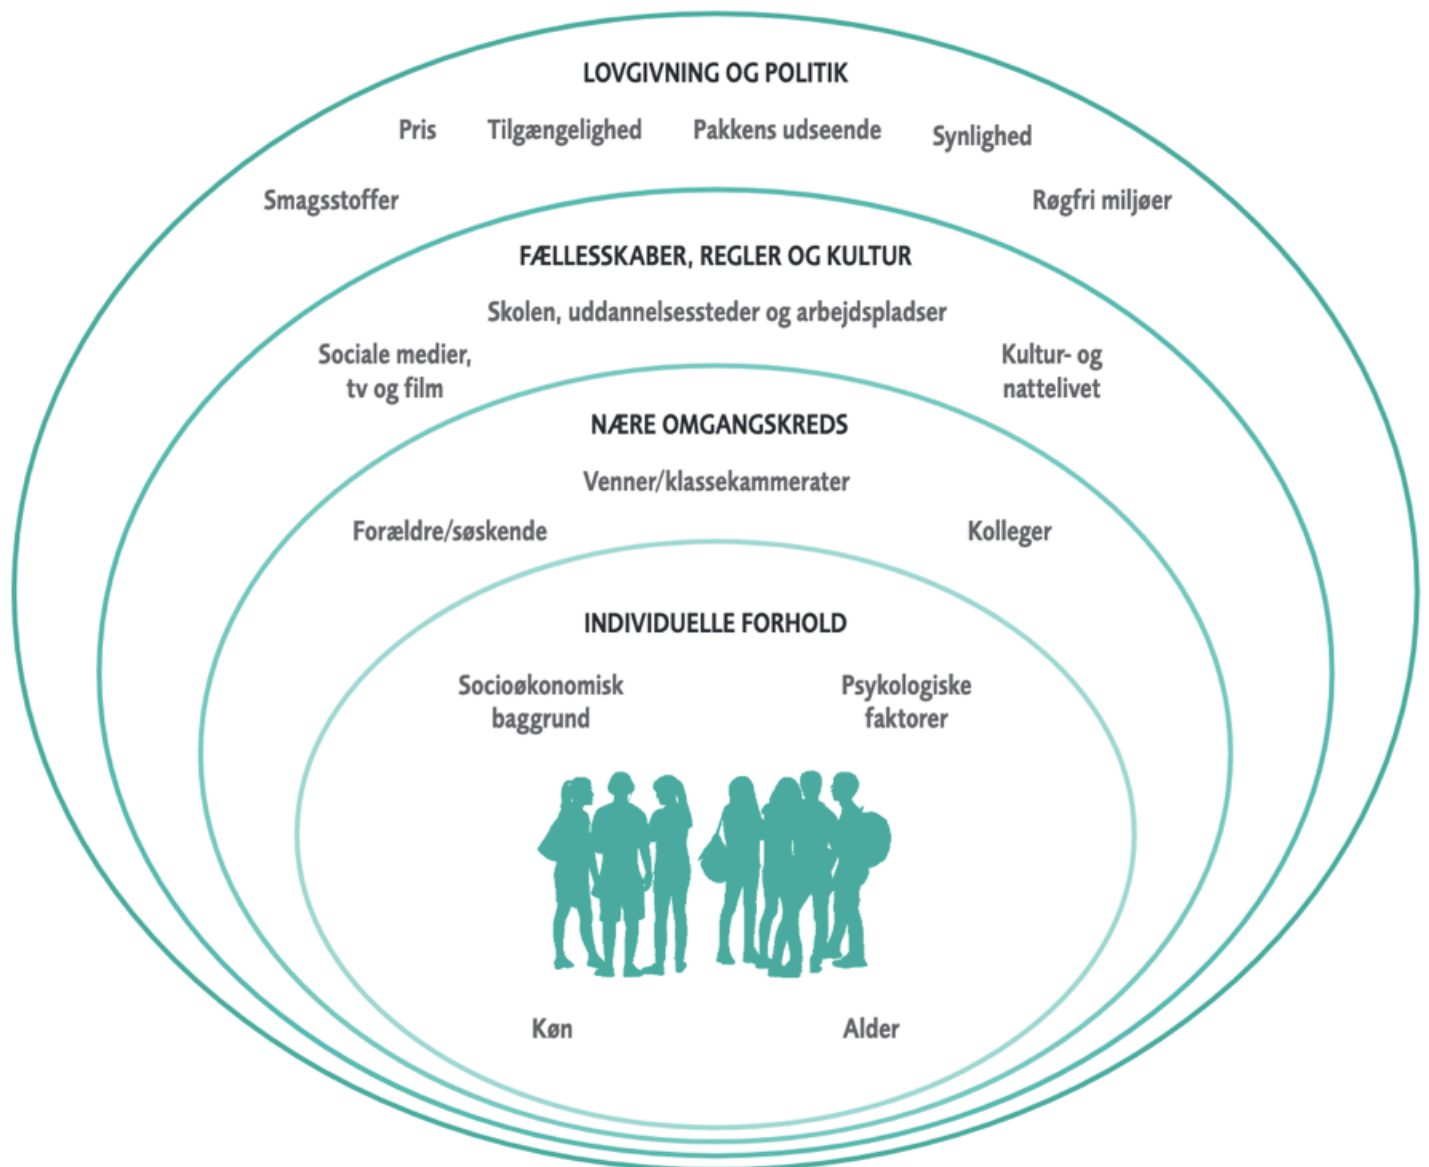 LOVGIVNING OG POLITIK
Pris Tilgængelighed Pakkens udseende Synlighed
Smagsstoffer Røgfri miljøer
FÆLLESSKABER, REGLER OG KULTUR
Skolen, uddannelsessteder og arbejdspladser
Sociale medier,
tv og film
Kultur- og
nattelivet
NÆRE OMGANGSKREDS
Venner/klassekammerater
Forældre/søskende Kolleger
INDIVIDUELLE FORHOLD
Socioøkonomisk
baggrund
Psykologiske
faktorer
Køn Alder